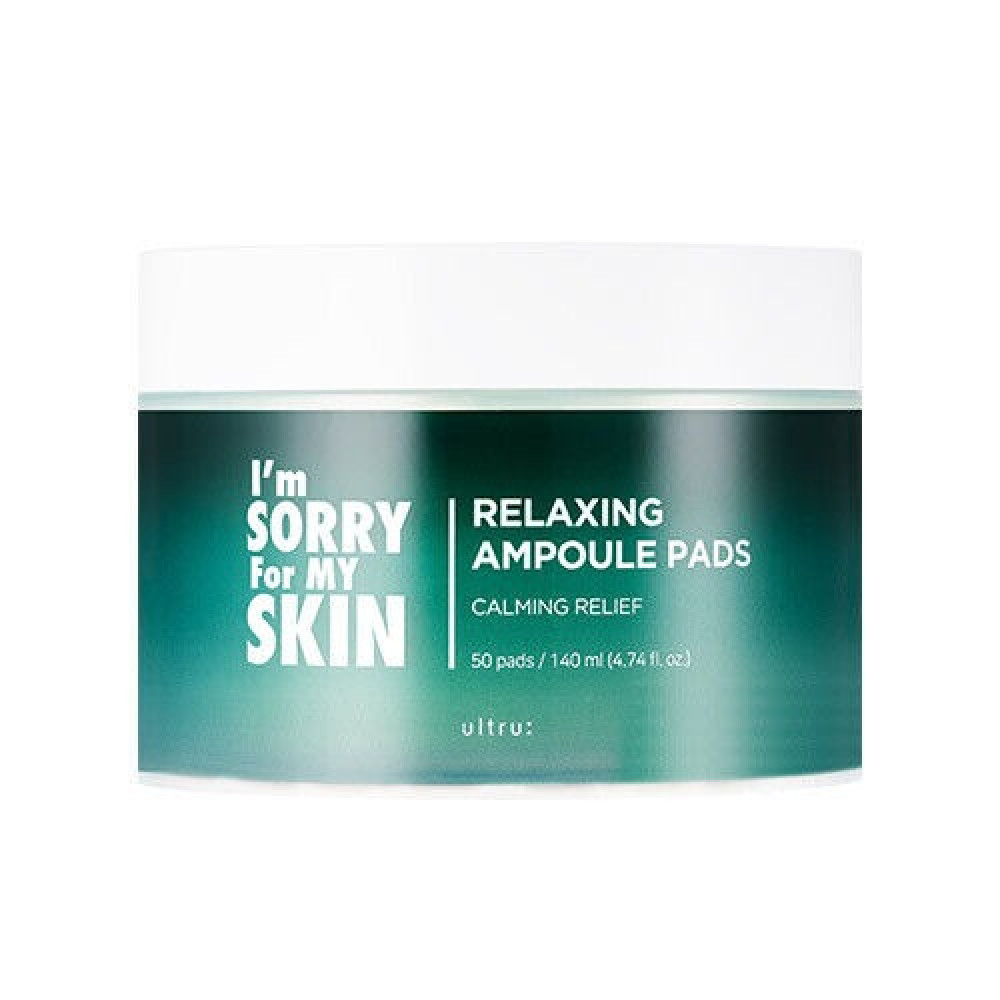 I'm
SORRY
For MY
SKIN
RELAXING
AMPOULE PADS
CALMING RELIEF
50 pads / 140 ml (4.74 fl. oz.)
ultru: